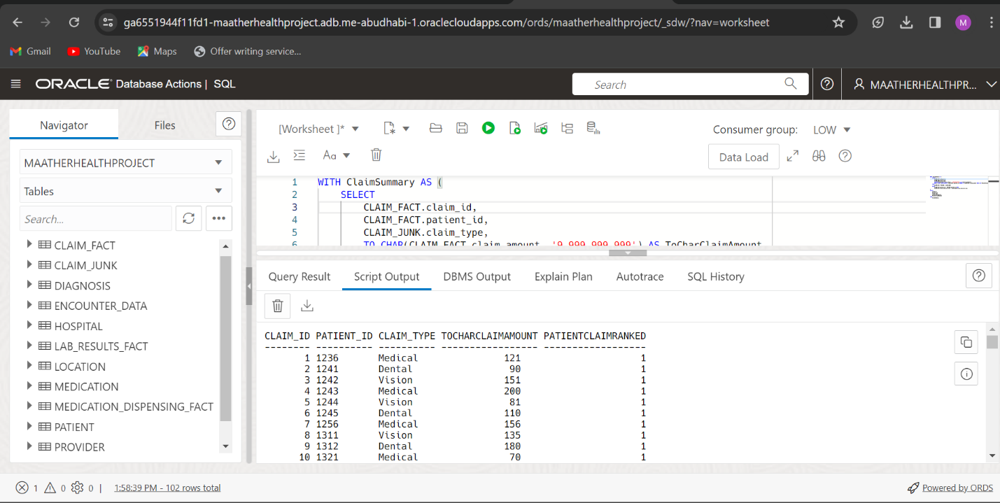 ga6551944f11fd1-maatherhealthproject.adb.me-abudhabi-1.oraclecloudapps.com/ords/maatherhealthproject/_sdw/?nav=worksheet
M
Gmail YouTube Maps Offer writing service...
ORACLE Database Actions | SQL
Search
MAATHERHEALTHPR...
Navigator Files
MAATHERHEALTHPROJECT
Tables
Search...
CLAIM_FACT
CLAIM_JUNK
DIAGNOSIS
ENCOUNTER_DATA
HOSPITAL
LAB_RESULTS_FACT
LOCATION
MEDICATION
MEDICATION_DISPENSING_FACT
PATIENT
PROVIDER
[Worksheet ]*
Consumer group: LOW
Aa
Data Load
1 WITH ClaimSummary AS (
2 SELECT
3 CLAIM_FACT.claim_id,
4 CLAIM_FACT.patient_id,
5 CLAIM_JUNK.claim_type,
6 TO_CHAR(CLAIM_FACT.claim_amount, '9,999,999,999') AS ToCharClaimAmount
Query Result Script Output DBMS Output Explain Plan Autotrace SQL History
CLAIM_ID PATIENT_ID CLAIM_TYPE TOCHARCLAIMAMOUNT PATIENTCLAIMRANKED
-------- ---------- ---------- ----------------- ------------------
1 1236 Medical 121 1
2 1241 Dental 90 1
3 1242 Vision 151 1
4 1243 Medical 200 1
5 1244 Vision 81 1
6 1245 Dental 110 1
7 1256 Medical 156 1
8 1311 Vision 135 1
9 1312 Dental 180 1
10 1321 Medical 70 1
1 0 0 | 1:58:39 PM - 102 rows total
Powered by ORDS